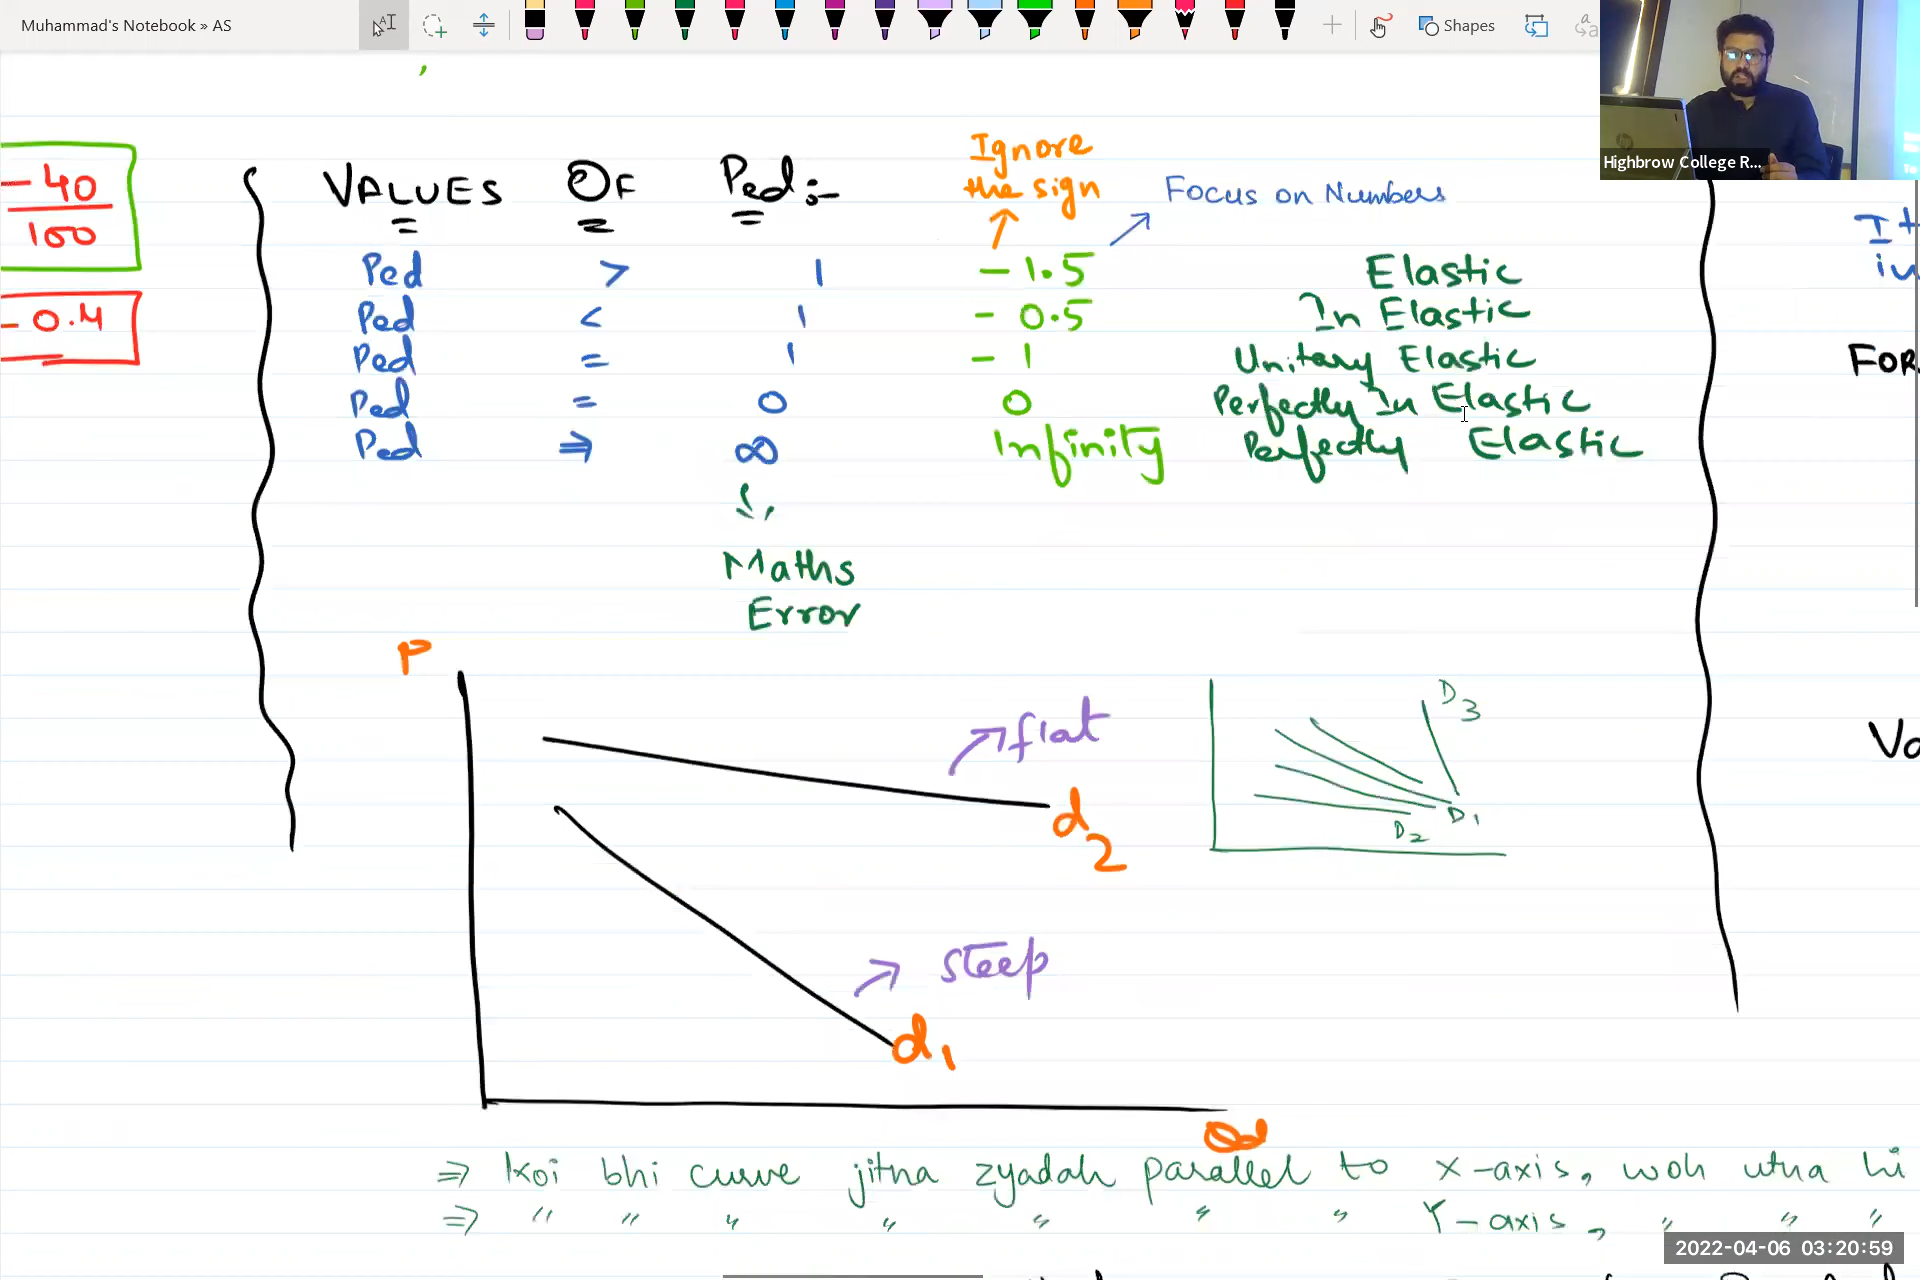 Muhammad's Notebook » AS
Shapes
Highbrow College R...
- 40
100
- 0.4
VALUES OF Ped :-
Ignore the sign
Focus on Numbers
Ped > 1 - 1.5 Elastic
Ped < 1 - 0.5 In Elastic
Ped = 1 - 1 Unitary Elastic
Ped = 0 0 Perfectly In Elastic
Ped ⇒ ∞ Infinity Perfectly Elastic
Maths
Error
P
flat
d2
steep
d1
Qd
D3
D1
D2
⇒ koi bhi curve jitna zyadah parallel to x-axis, woh utna hi
⇒ " " " " " " " Y-axis, " " "
FOR
2022-04-06 03:20:59